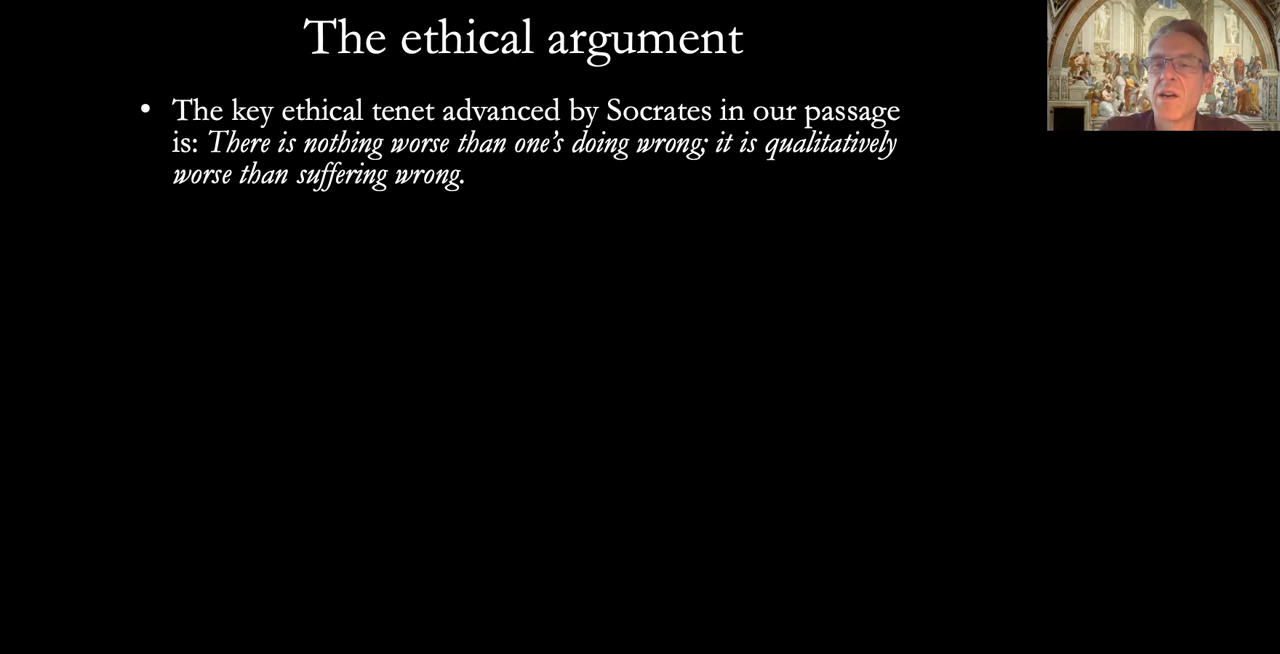 The ethical argument
• The key ethical tenet advanced by Socrates in our passage
is: There is nothing worse than one’s doing wrong; it is qualitatively
worse than suffering wrong.